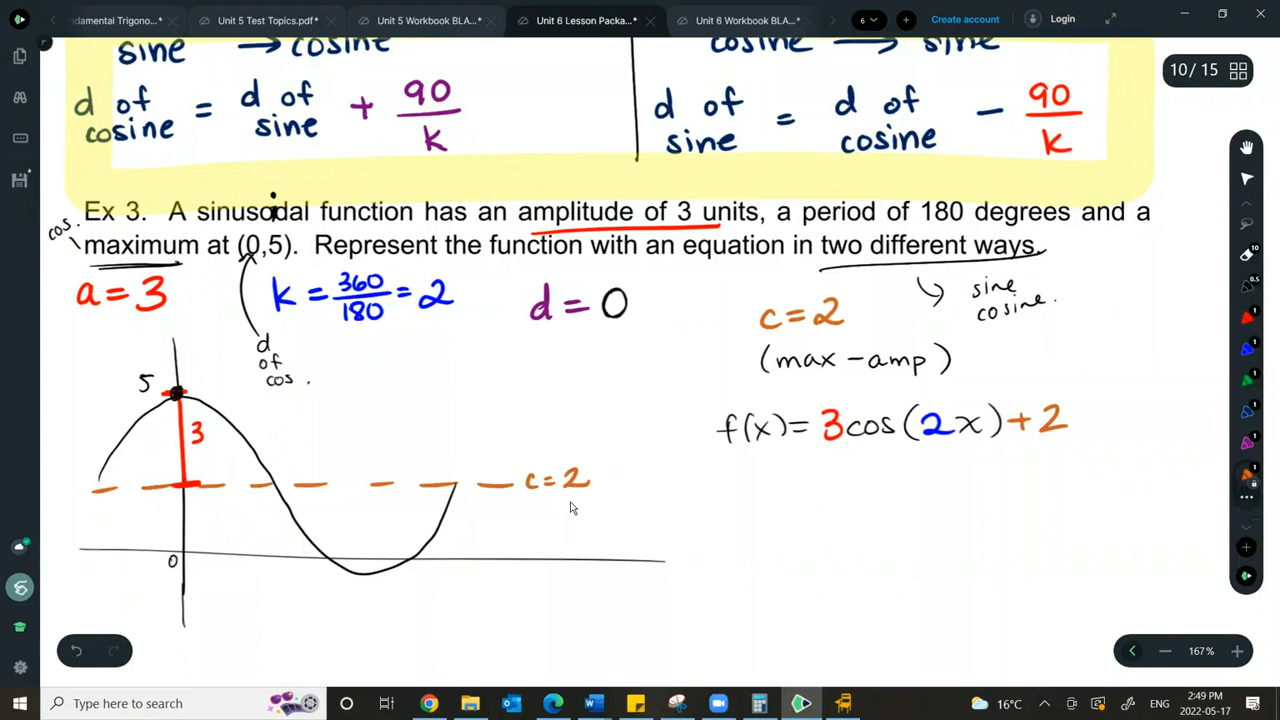 undamental Trigono...* Unit 5 Test Topics.pdf* Unit 5 Workbook BLA...* Unit 6 Lesson Packa...* Unit 6 Workbook BL...* 6 Create account Login
sine → cosine
cosine → sine
10 / 15
d of cosine = d of sine + 90/k
d of sine = d of cosine − 90/k
Ex 3. A sinusoidal function has an amplitude of 3 units, a period of 180 degrees and a
cos.
maximum at (0,5). Represent the function with an equation in two different ways.
a = 3 k = 360/180 = 2 d = 0
sine
cosine.
c = 2
d
of
cos.
(max - amp)
5
3
f(x) = 3cos(2x) + 2
c = 2
0
167%
Type here to search
16°C ENG 2:49 PM
2022-05-17